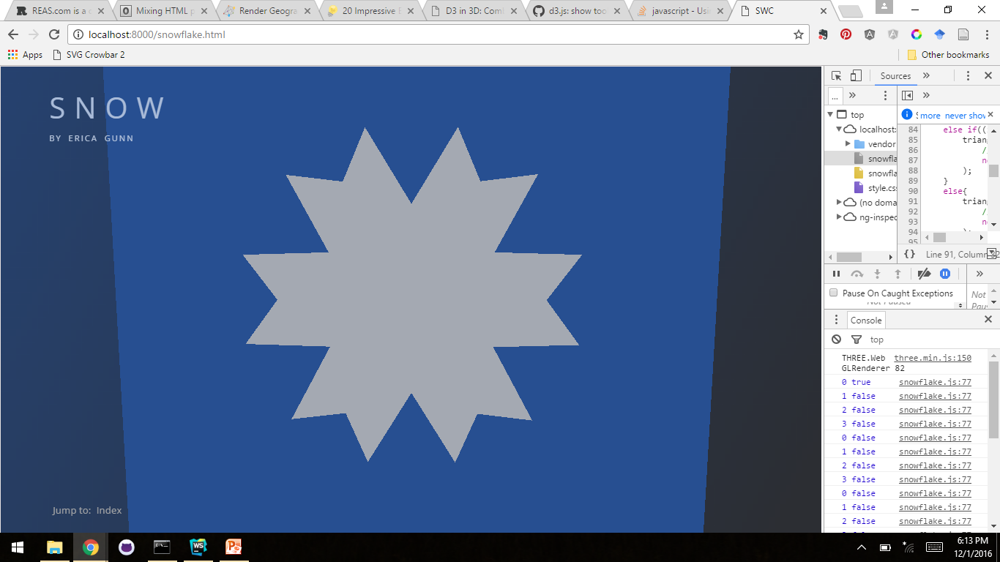 REAS.com is a c
Mixing HTML p
Render Geogra
20 Impressive
D3 in 3D: Com
d3.js: show too
javascript - Usi
SWC
localhost:8000/snowflake.html
Apps
SVG Crowbar 2
Other bookmarks
SNOW
BY ERICA GUNN
Jump to: Index
Sources
...
top
more never show
localhost:
vendor
snowfla
snowfla
style.css
(no doma
ng-inspec
84 else if((
85 trian
86 /
87 ne
88 );
89 }
90 else{
91 trian
92 /
93 ne
94
95
{} Line 91, Column 32
Pause On Caught Exceptions
Not Paused
Not
Pau
Console
top
THREE.Web three.min.js:150
GLRenderer 82
0 true snowflake.js:77
1 false snowflake.js:77
2 false snowflake.js:77
3 false snowflake.js:77
0 false snowflake.js:77
1 false snowflake.js:77
2 false snowflake.js:77
3 false snowflake.js:77
0 false snowflake.js:77
1 false snowflake.js:77
2 false snowflake.js:77
6:13 PM
12/1/2016